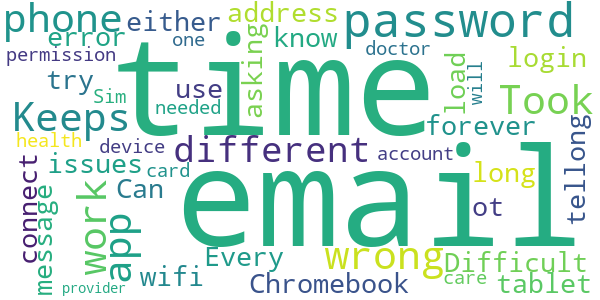 phone either address password
error know
permission one doctor
try time load will login
Sim use asking
Keeps needed Took
forever
health device different account
issues card long tellong
connect email
message work Can ot
app wrong
Every Difficult
wifi Chromebook care tablet
provider